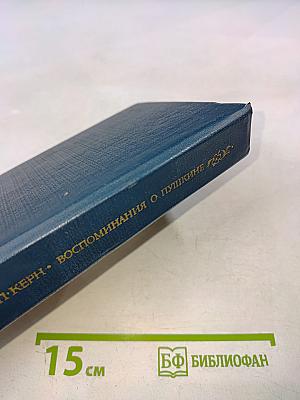 П·КЕРН • ВОСПОМИНАНИЯ О ПУШКИНЕ
15 см
БФ БИБЛИОФАН